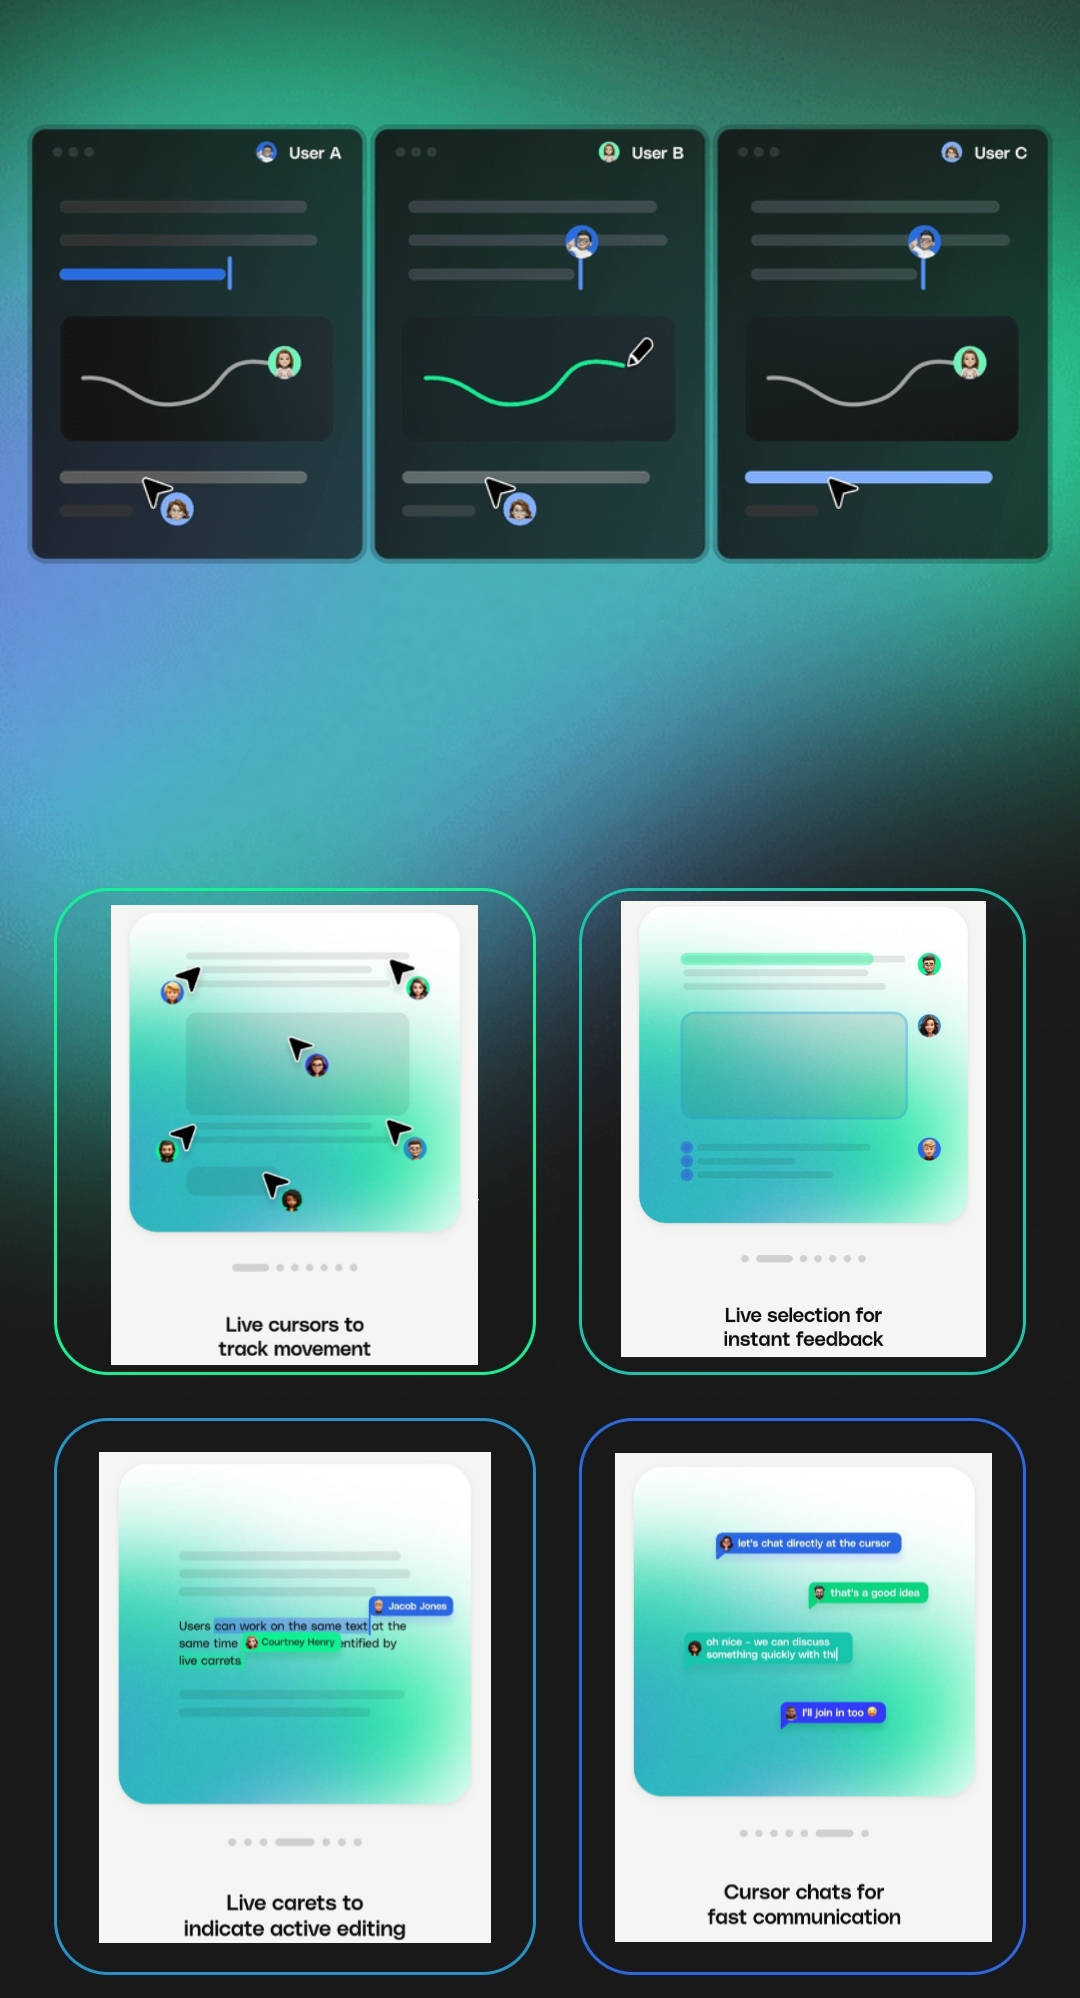 User A
User B
User C
Live cursors to
track movement
Live selection for
instant feedback
Jacob Jones
Users can work on the same text at the
same time Courtney Henry entified by
live carrets
Live carets to
indicate active editing
let's chat directly at the cursor
that's a good idea
oh nice - we can discuss
something quickly with thi
I'll join in too 😄
Cursor chats for
fast communication